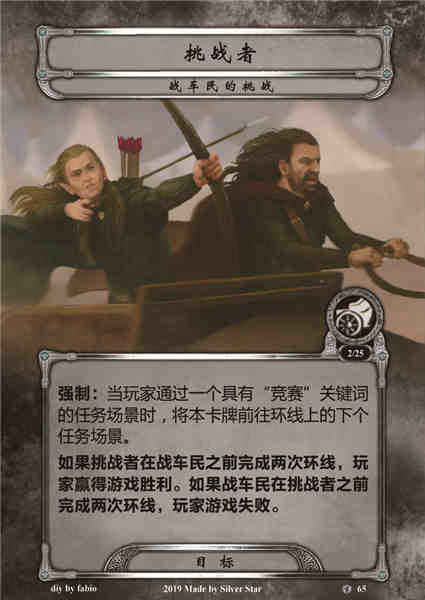 挑战者
战车民的挑战
2/25
强制：当玩家通过一个具有“竞赛”关键词
的任务场景时，将本卡牌前往环线上的下个
任务场景。
如果挑战者在战车民之前完成两次环线，玩
家赢得游戏胜利。如果战车民在挑战者之前
完成两次环线，玩家游戏失败。
目标
diy by fabio 2019 Made by Silver Star 65